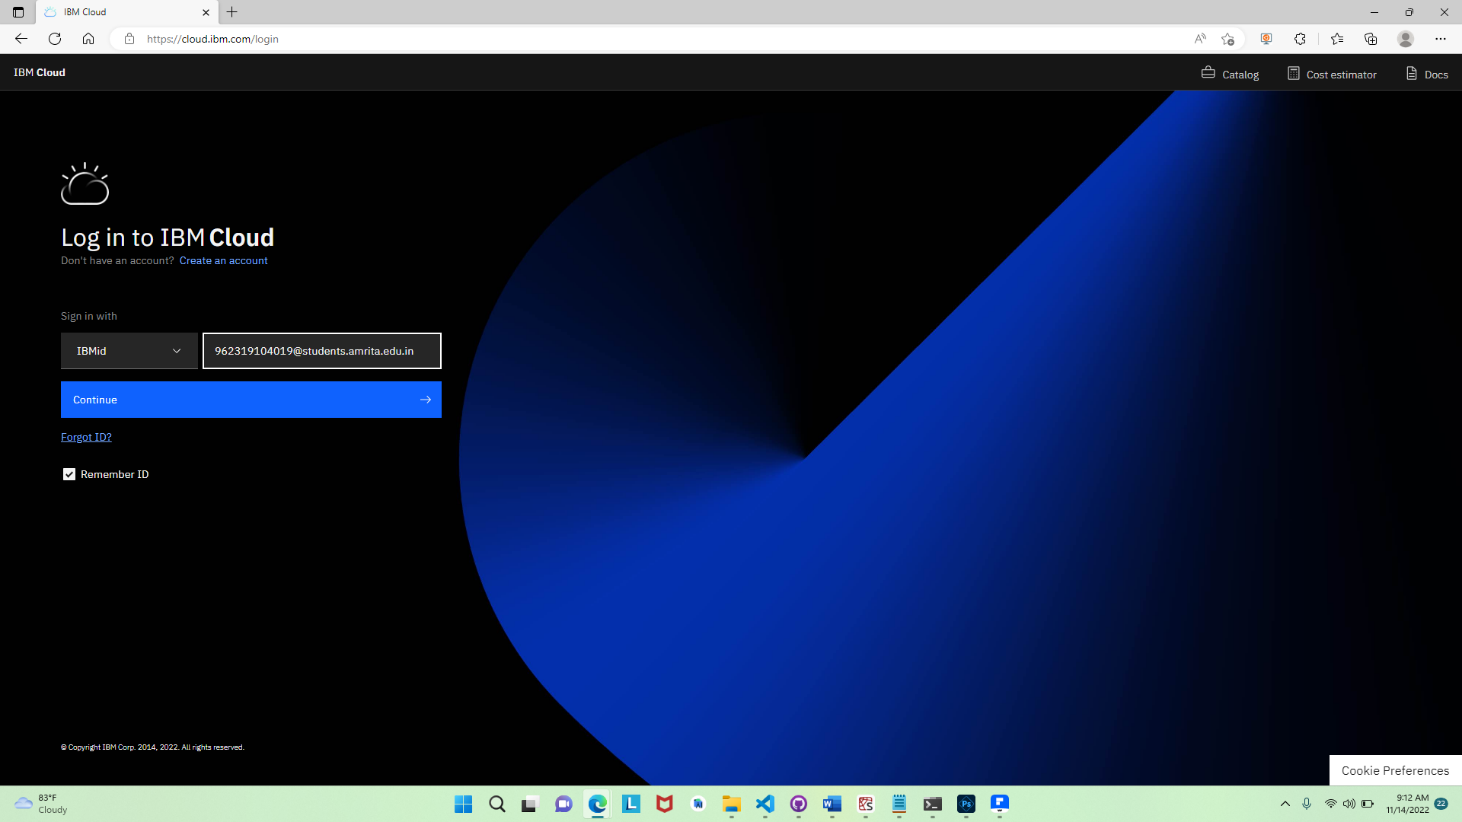 IBM Cloud
https://cloud.ibm.com/login
IBM Cloud
Catalog
Cost estimator
Docs
Log in to IBM Cloud
Don't have an account? Create an account
Sign in with
IBMid
962319104019@students.amrita.edu.in
Continue
Forgot ID?
Remember ID
© Copyright IBM Corp. 2014, 2022. All rights reserved.
Cookie Preferences
83°F
Cloudy
L
Ps
9:12 AM
11/14/2022
22